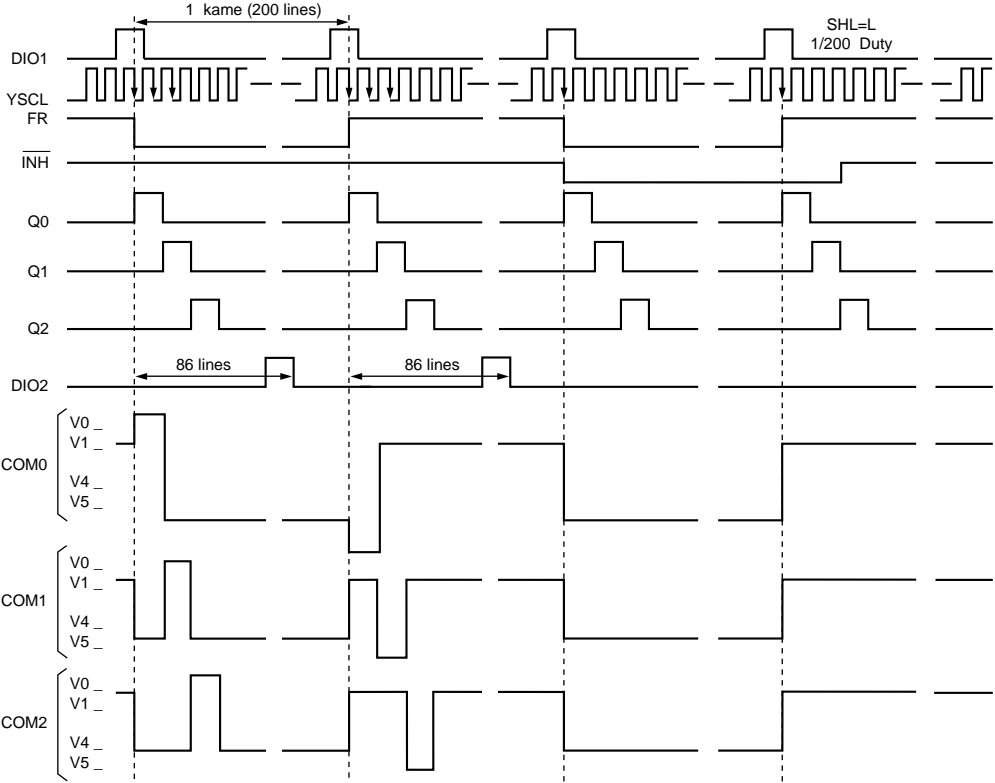 1 kame (200 lines)
SHL=L
1/200 Duty
DIO1
YSCL
FR
INH
Q0
Q1
Q2
86 lines
86 lines
DIO2
V0 _
V1 _
COM0
V4 _
V5 _
V0 _
V1 _
COM1
V4 _
V5 _
V0 _
V1 _
COM2
V4 _
V5 _